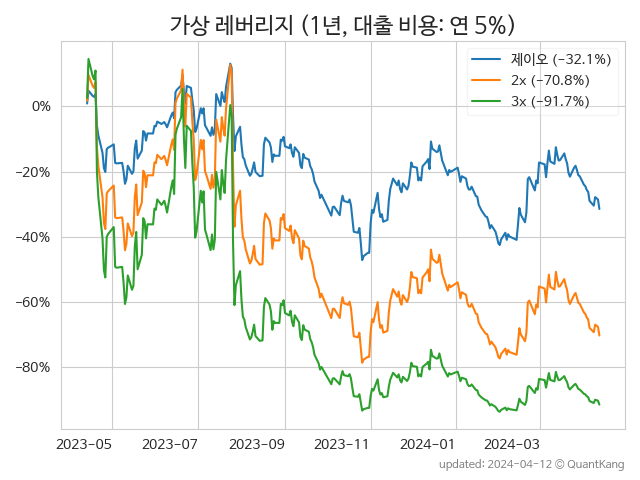 가상 레버리지 (1년, 대출 비용: 연 5%)
제이오 (−32.1%)
2x (−70.8%)
3x (−91.7%)
0%
−20%
−40%
−60%
−80%
2023-05
2023-07
2023-09
2023-11
2024-01
2024-03
updated: 2024-04-12 © QuantKang